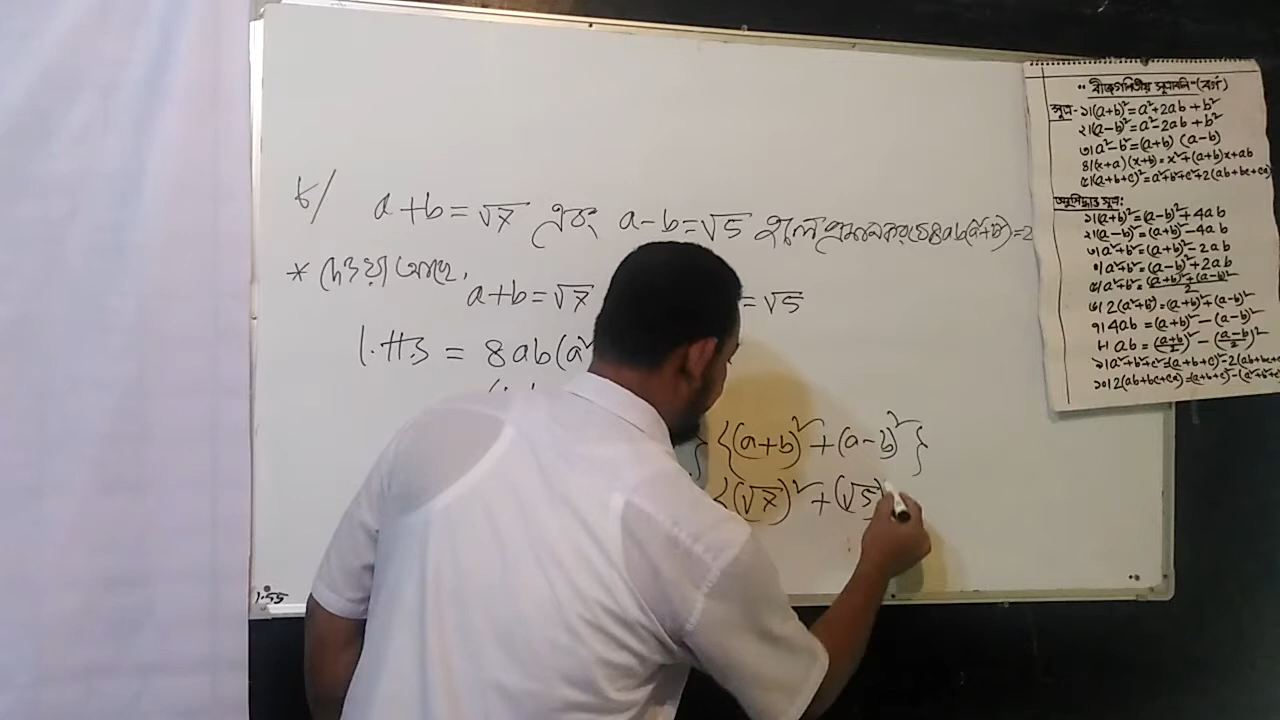 ৮/ a+b=√7 এবং a-b=√5 হলে প্রমাণ কর যে 8ab(a²+b²)=2
* দেওয়া আছে,
a+b=√7 =√5
L.H.S = 8ab(a²
} {(a+b)²+(a-b)²}
{(√7)²+(√5)
"বীজগণিতীয় সূত্রাবলি" (বর্গ)
সূত্র- ১।(a+b)²=a²+2ab+b²
২।(a-b)²=a²-2ab+b²
৩।a²-b²=(a+b) (a-b)
৪।(x+a)(x+b)=x²+(a+b)x+ab
৫।(a+b+c)²=a²+b²+c²+2(ab+bc+ca)
অনুসিদ্ধান্ত সূত্র:
১।(a+b)²=(a-b)²+4ab
২।(a-b)²=(a+b)²-4ab
৩।a²+b²=(a+b)²-2ab
৪।a²+b²=(a-b)²+2ab
৫।a²+b²=((a+b)²+(a-b)²)/2
৬।2(a²+b²)=(a+b)²+(a-b)²
৭।4ab=(a+b)²-(a-b)²
৮।ab=((a+b)/2)²-((a-b)/2)²
৯।a²+b²+c²=(a+b+c)²-2(ab+bc+c
১০।2(ab+bc+ca)=(a+b+c)²-(a²+b²+c